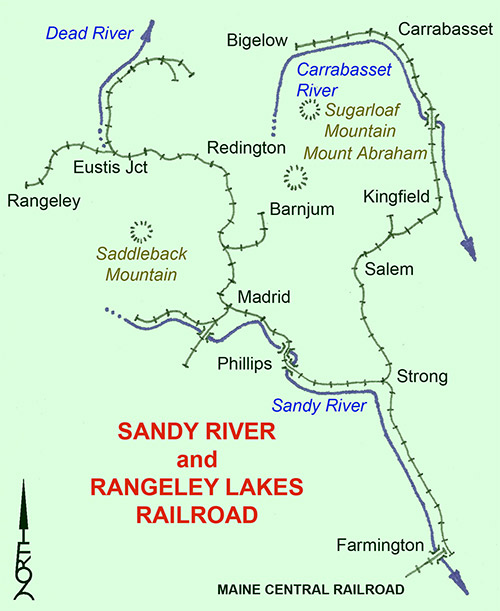 Dead River
Bigelow
Carrabasset
Carrabasset
River
Sugarloaf
Mountain
Mount Abraham
Redington
Eustis Jct
Rangeley
Barnjum
Kingfield
Saddleback
Mountain
Salem
Madrid
Phillips
Strong
Sandy River
SANDY RIVER
and
RANGELEY LAKES
RAILROAD
Farmington
MAINE CENTRAL RAILROAD
NORTH